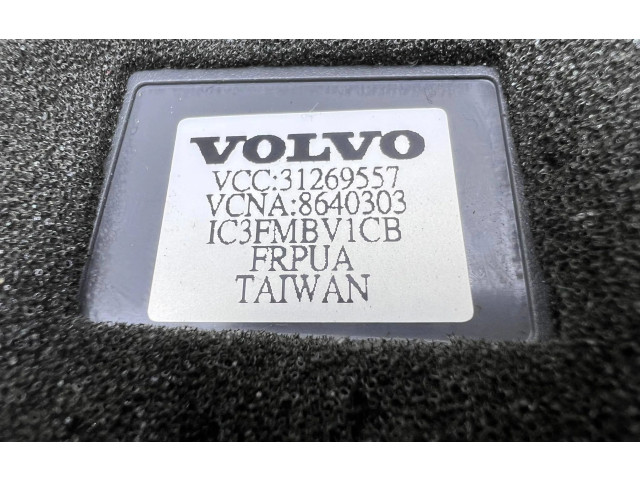 VOLVO
VCC:31269557
VCNA:8640303
IC3FMBV1CB
FRPUA
TAIWAN